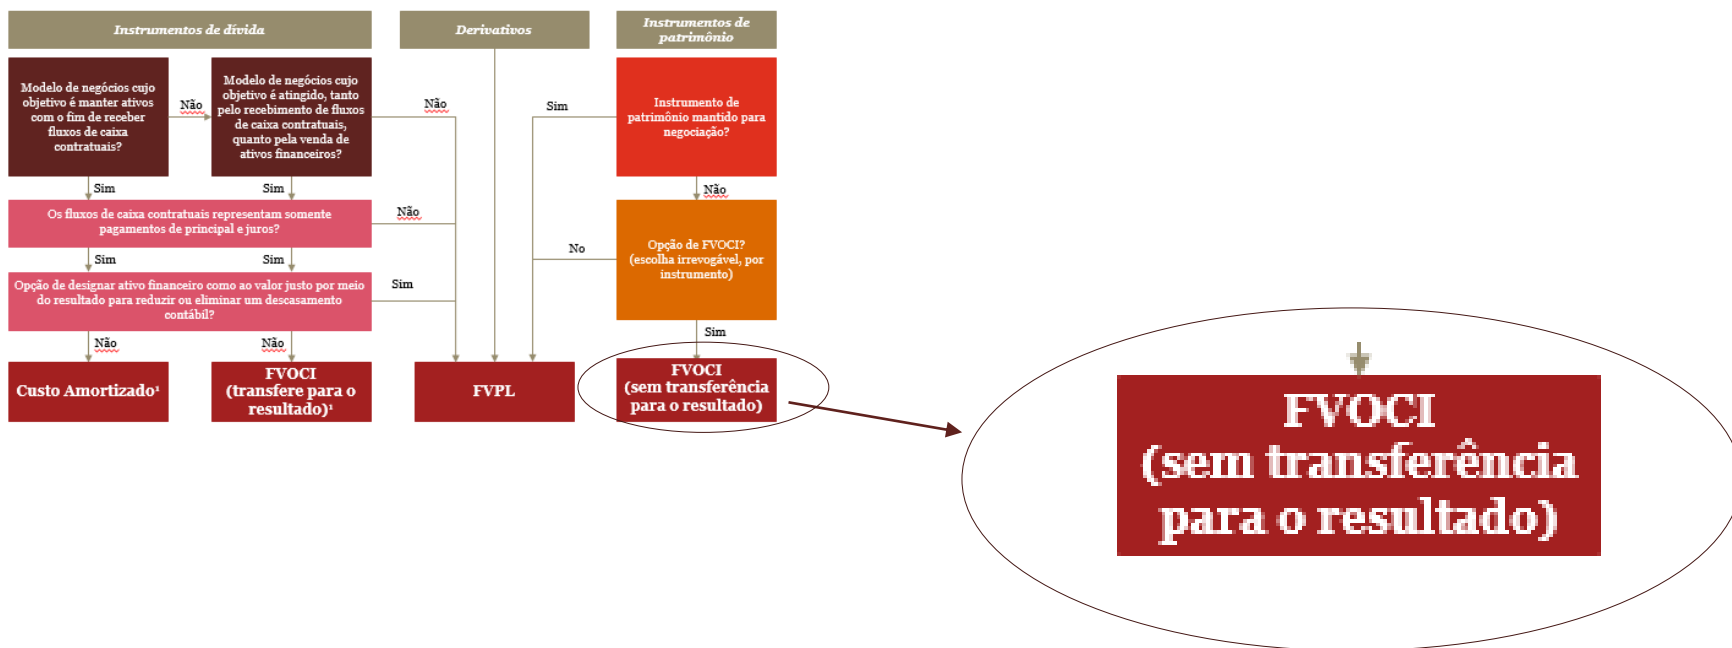 Instrumentos de dívida
Derivativos
Instrumentos de
patrimônio
Modelo de negócios cujo
objetivo é manter ativos
com o fim de receber
fluxos de caixa
contratuais?
Não
Modelo de negócios cujo
objetivo é atingido, tanto
pelo recebimento de fluxos
de caixa contratuais,
quanto pela venda de
ativos financeiros?
Não
Sim
Instrumento de
patrimônio mantido para
negociação?
Sim
Sim
Não
Os fluxos de caixa contratuais representam somente
pagamentos de principal e juros?
Não
Opção de FVOCI?
(escolha irrevogável, por
instrumento)
No
Sim
Sim
Opção de designar ativo financeiro como ao valor justo por meio
do resultado para reduzir ou eliminar um descasamento
contábil?
Sim
Não
Não
Sim
Custo Amortizado¹
FVOCI
(transfere para o
resultado)¹
FVPL
FVOCI
(sem transferência
para o resultado)
FVOCI
(sem transferência
para o resultado)